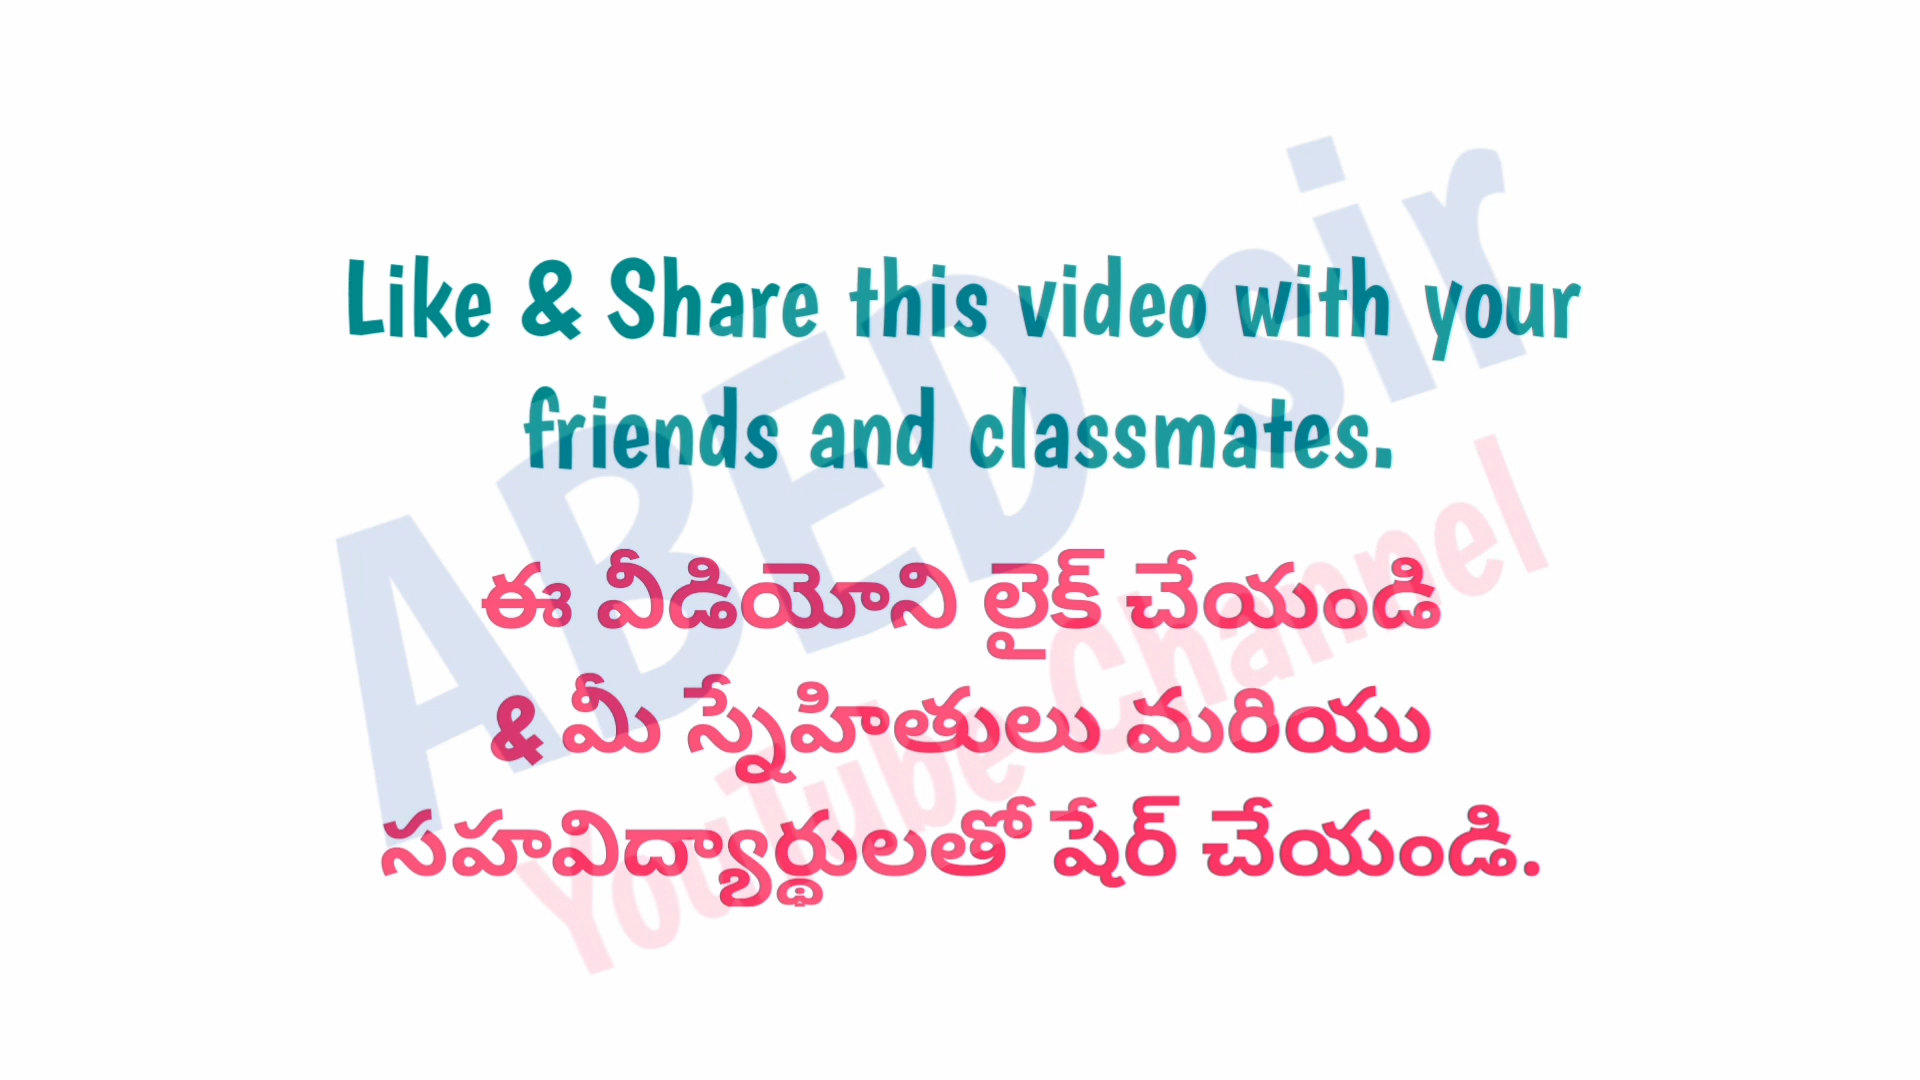 Like & Share this video with your
friends and classmates.
ఈ వీడియోని లైక్ చేయండి
& మీ స్నేహితులు మరియు
సహవిద్యార్థులతో షేర్ చేయండి.
ABED sir
YouTube Channel